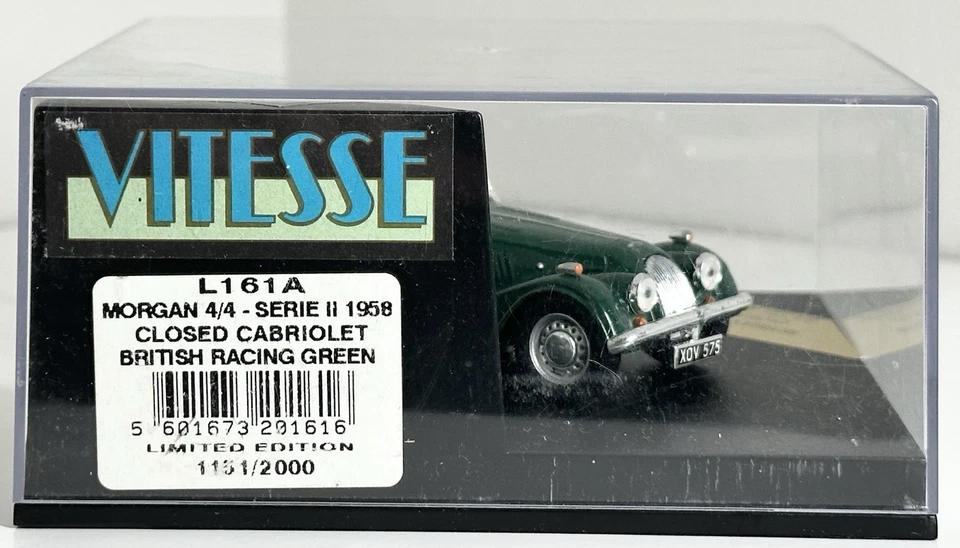 VITESSE
L161A
MORGAN 4/4 - SERIE II 1958
CLOSED CABRIOLET
BRITISH RACING GREEN
5 601673 201616
LIMITED EDITION
/2000
XOV 575